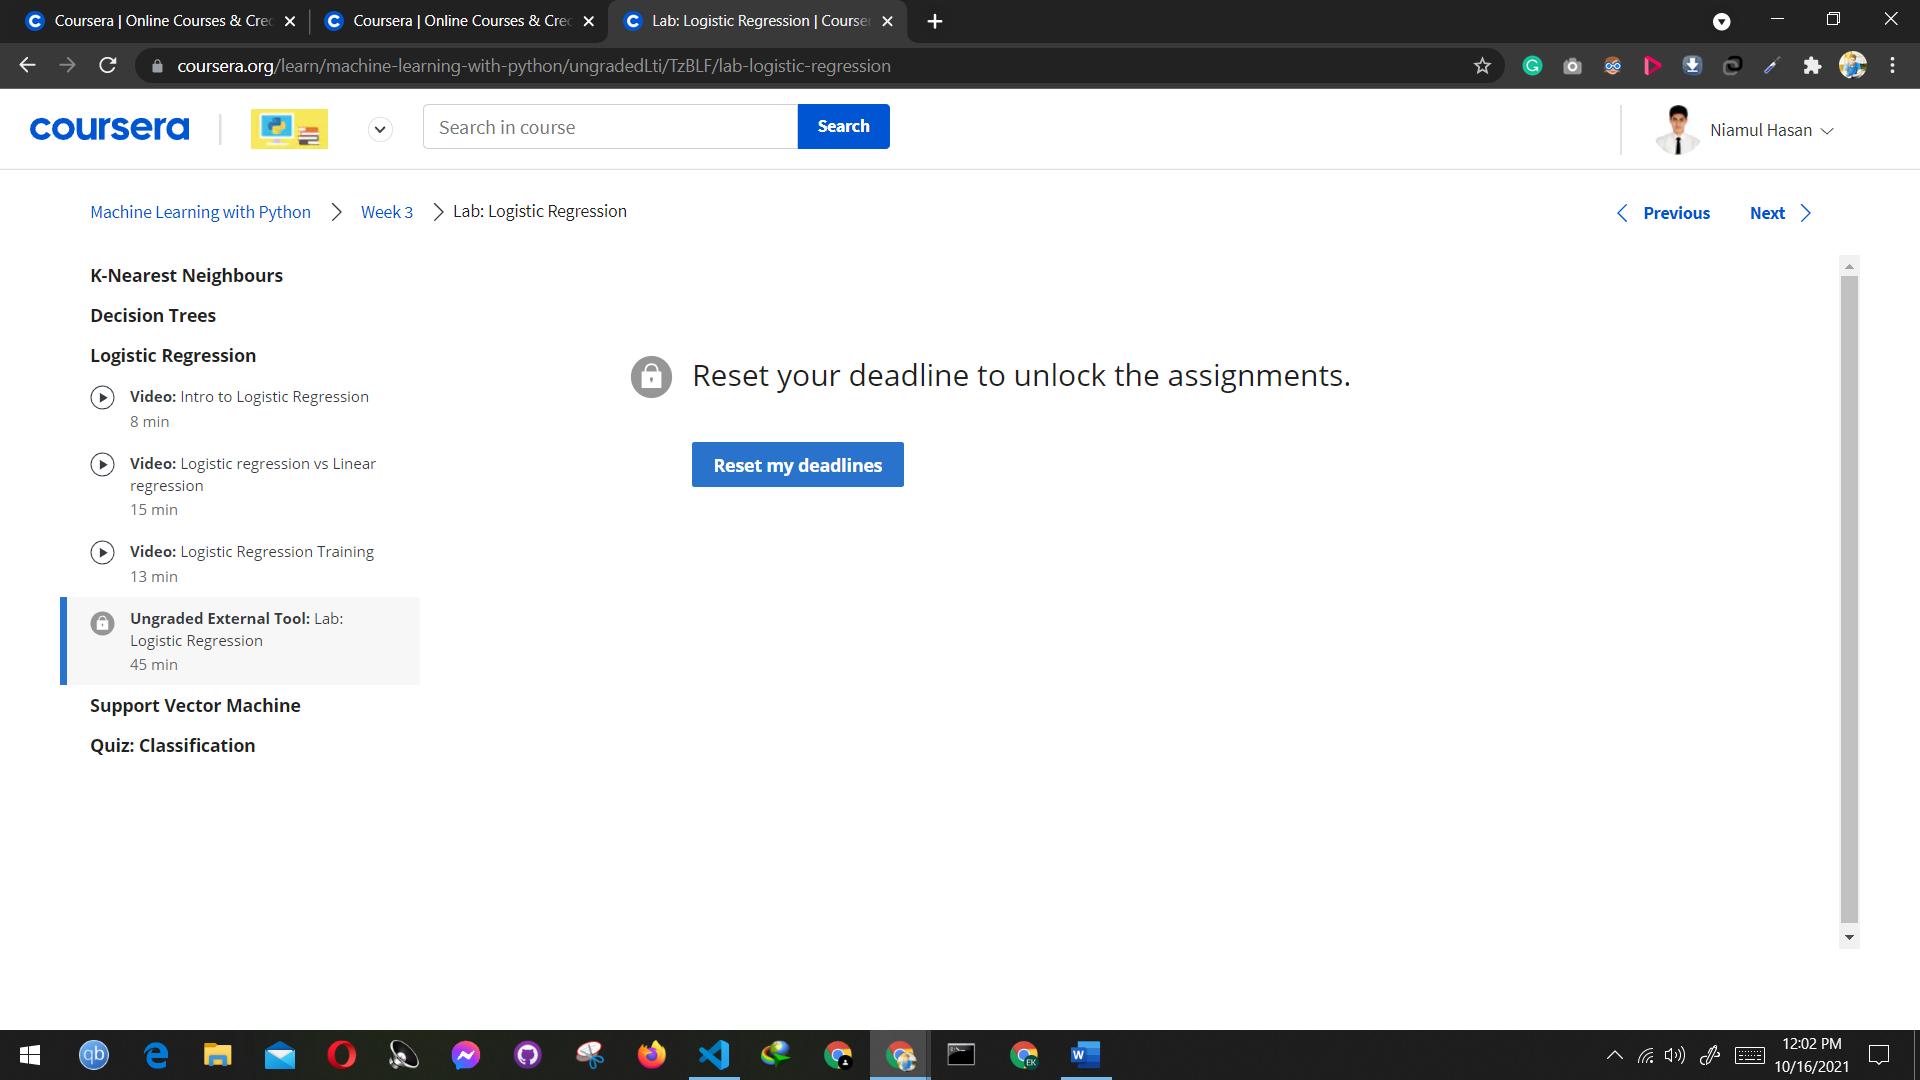 Coursera | Online Courses & Cre
Coursera | Online Courses & Cre
Lab: Logistic Regression | Course
coursera.org/learn/machine-learning-with-python/ungradedLti/TzBLF/lab-logistic-regression
coursera
Search in course
Search
Niamul Hasan
Machine Learning with Python
Week 3
Lab: Logistic Regression
Previous
Next
K-Nearest Neighbours
Decision Trees
Logistic Regression
Video: Intro to Logistic Regression
8 min
Video: Logistic regression vs Linear
regression
15 min
Video: Logistic Regression Training
13 min
Ungraded External Tool: Lab:
Logistic Regression
45 min
Support Vector Machine
Quiz: Classification
Reset your deadline to unlock the assignments.
Reset my deadlines
qb
EK
12:02 PM
10/16/2021